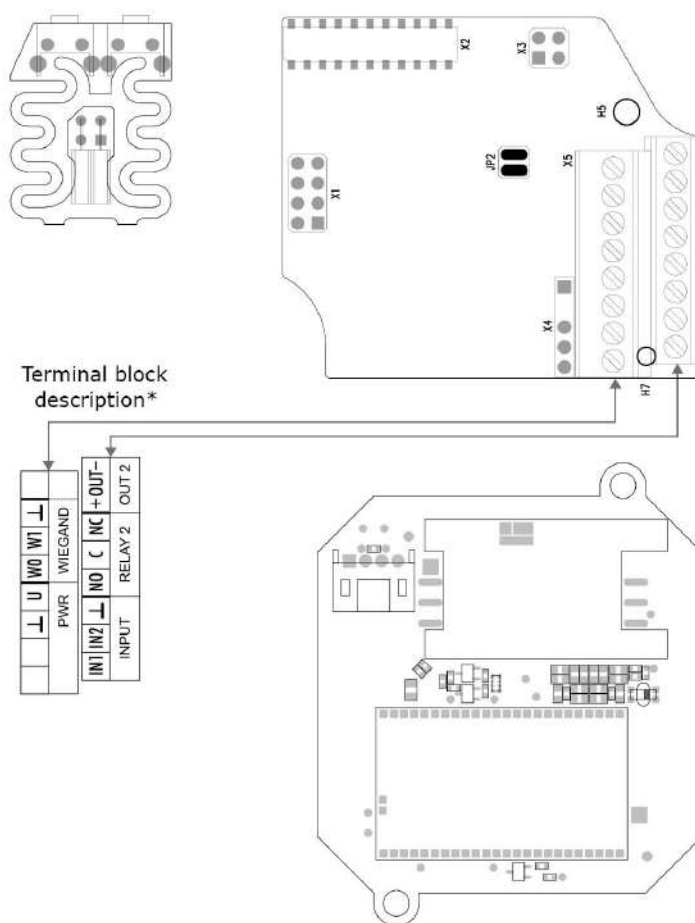 X2
X3
H5
JP2
X5
X1
X4
H7
Terminal block
description*
⊥ W1 W0 U ⊥
WIEGAND PWR
+OUT- NC C NO ⊥ IN2 IN1
OUT 2 RELAY 2 INPUT